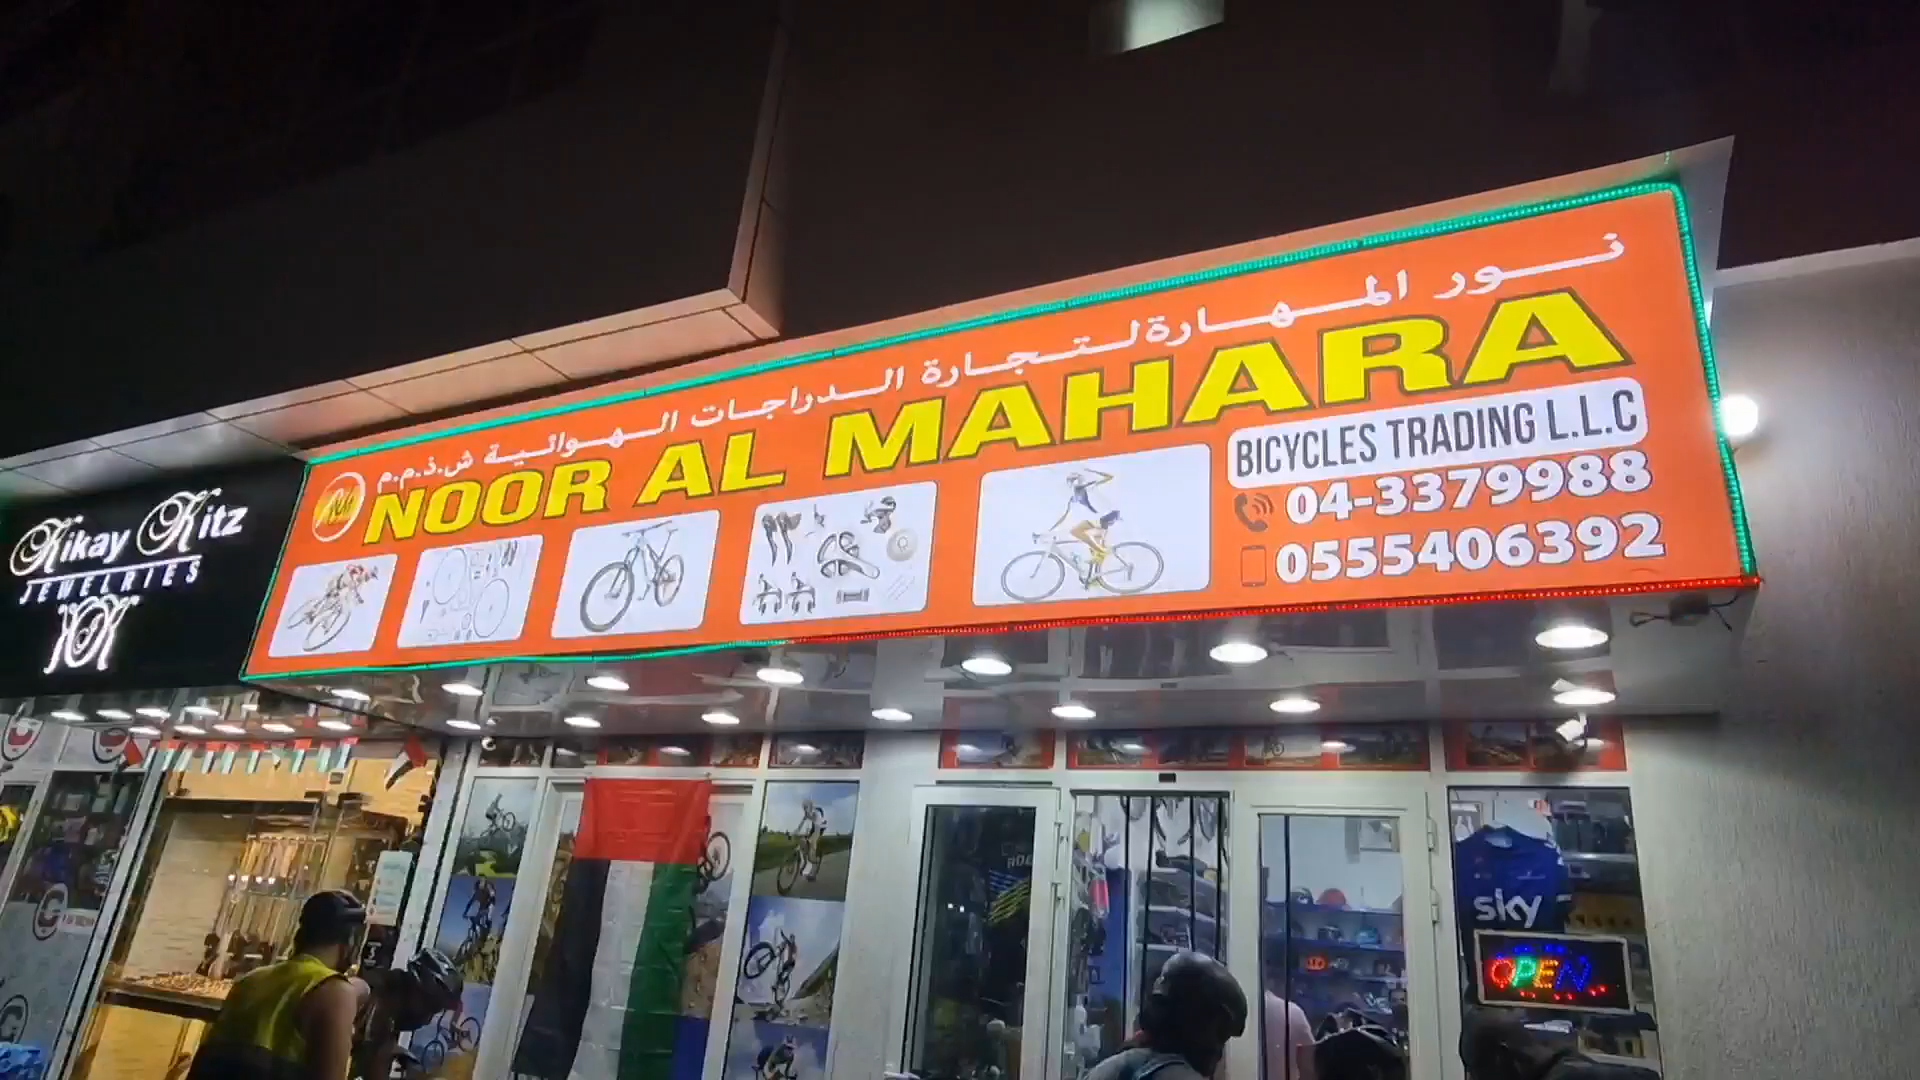 نور المهارة لتجارة الدراجات الهوائية ش.ذ.م.م
NOOR AL MAHARA
BICYCLES TRADING L.L.C
04-3379988
0555406392
Kikay Kitz
JEWELRIES
sky
OPEN